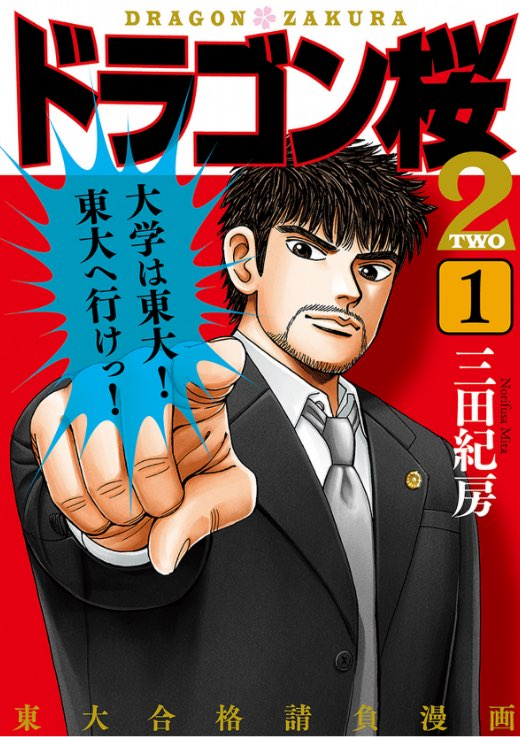 DRAGON ZAKURA
ドラゴン桜
2
TWO
1
大学は東大！
東大へ行けっ！
三田紀房
Norifusa Mita
東大合格請負漫画